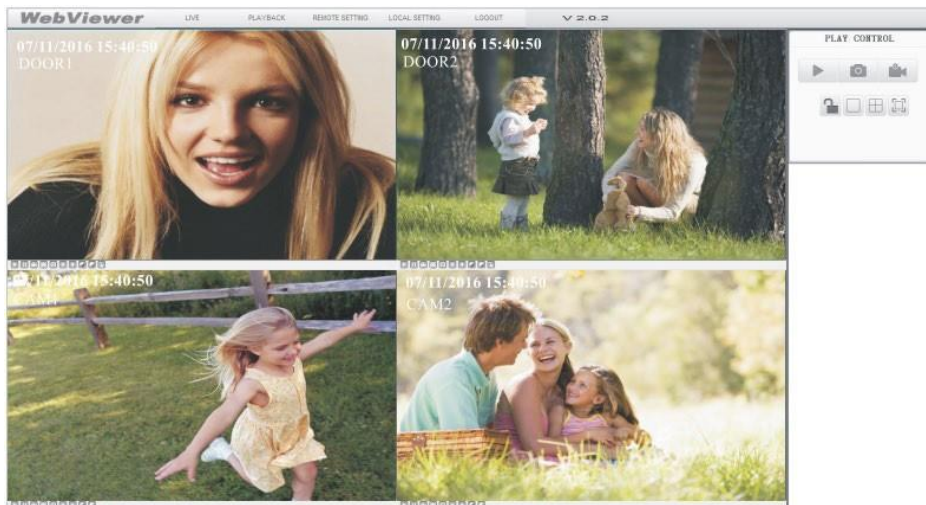 WebViewer LIVE PLAYBACK REMOTE SETTING LOCAL SETTING LOGOUT V 2.0.2
PLAY CONTROL
07/11/2016 15:40:50
DOOR1
07/11/2016 15:40:50
DOOR2
07/11/2016 15:40:50
CAM1
07/11/2016 15:40:50
CAM2